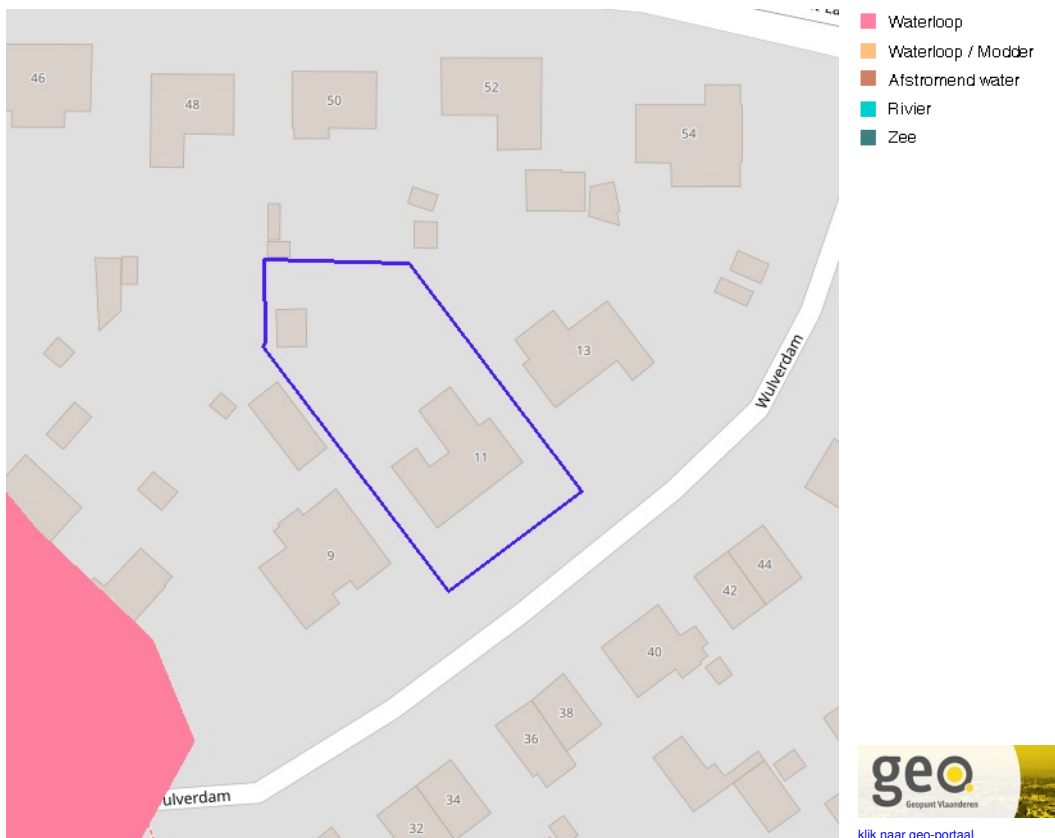 Waterloop
Waterloop / Modder
Afstromend water
Rivier
Zee
46
48
50
52
54
13
11
9
Wulverdam
44
42
40
38
36
34
32
ulverdam
geo.
Geopunt Vlaanderen
klik naar geo-portaal